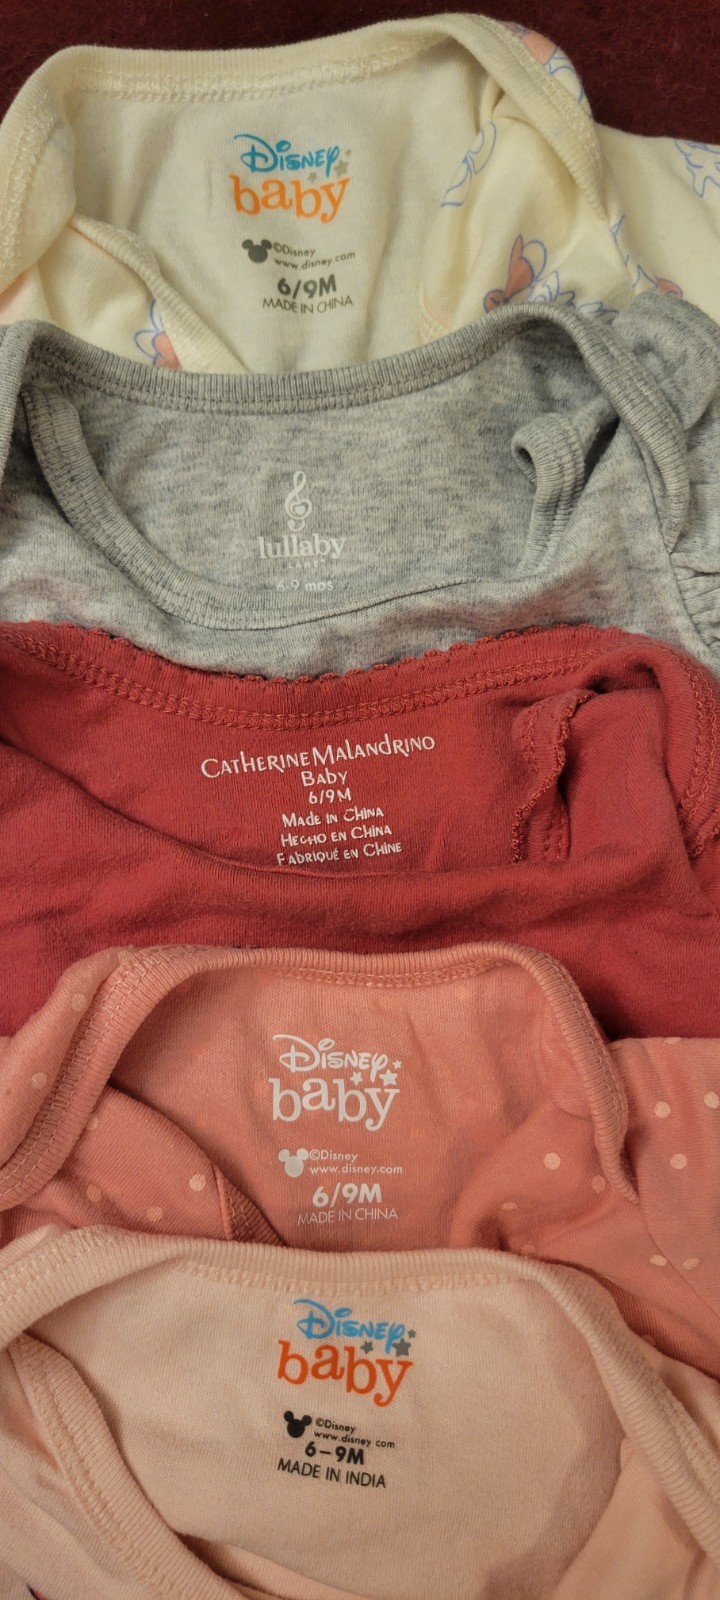 Disney
baby
©Disney
www.disney.com
6/9M
MADE IN CHINA
lullaby
6-9 mos
CATHERINE MALANDRINO
BABY
6/9M
MADE IN CHINA
HECHO EN CHINA
FABRIQUÉ EN CHINE
Disney
baby
©Disney
www.disney.com
6/9M
MADE IN CHINA
Disney
baby
©Disney
www.disney.com
6-9M
MADE IN INDIA